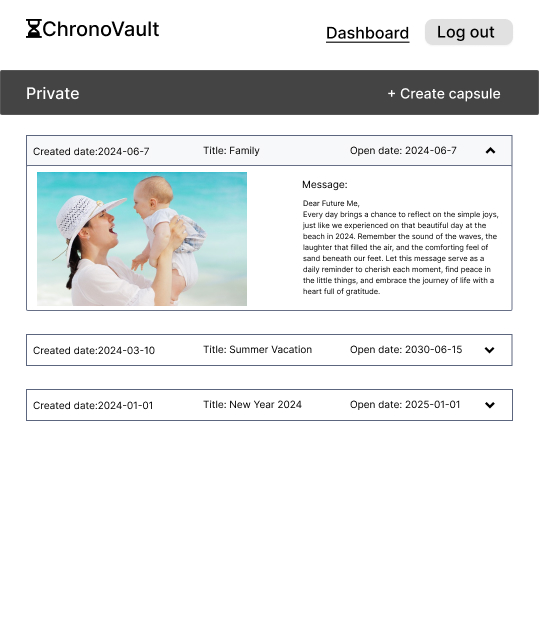 ChronoVault
Dashboard
Log out
Private
+ Create capsule
Created date:2024-06-7
Title: Family
Open date: 2024-06-7
Message:
Dear Future Me,
Every day brings a chance to reflect on the simple joys,
just like we experienced on that beautiful day at the
beach in 2024. Remember the sound of the waves, the
laughter that filled the air, and the comforting feel of
sand beneath our feet. Let this message serve as a
daily reminder to cherish each moment, find peace in
the little things, and embrace the journey of life with a
heart full of gratitude.
Created date:2024-03-10
Title: Summer Vacation
Open date: 2030-06-15
Created date:2024-01-01
Title: New Year 2024
Open date: 2025-01-01